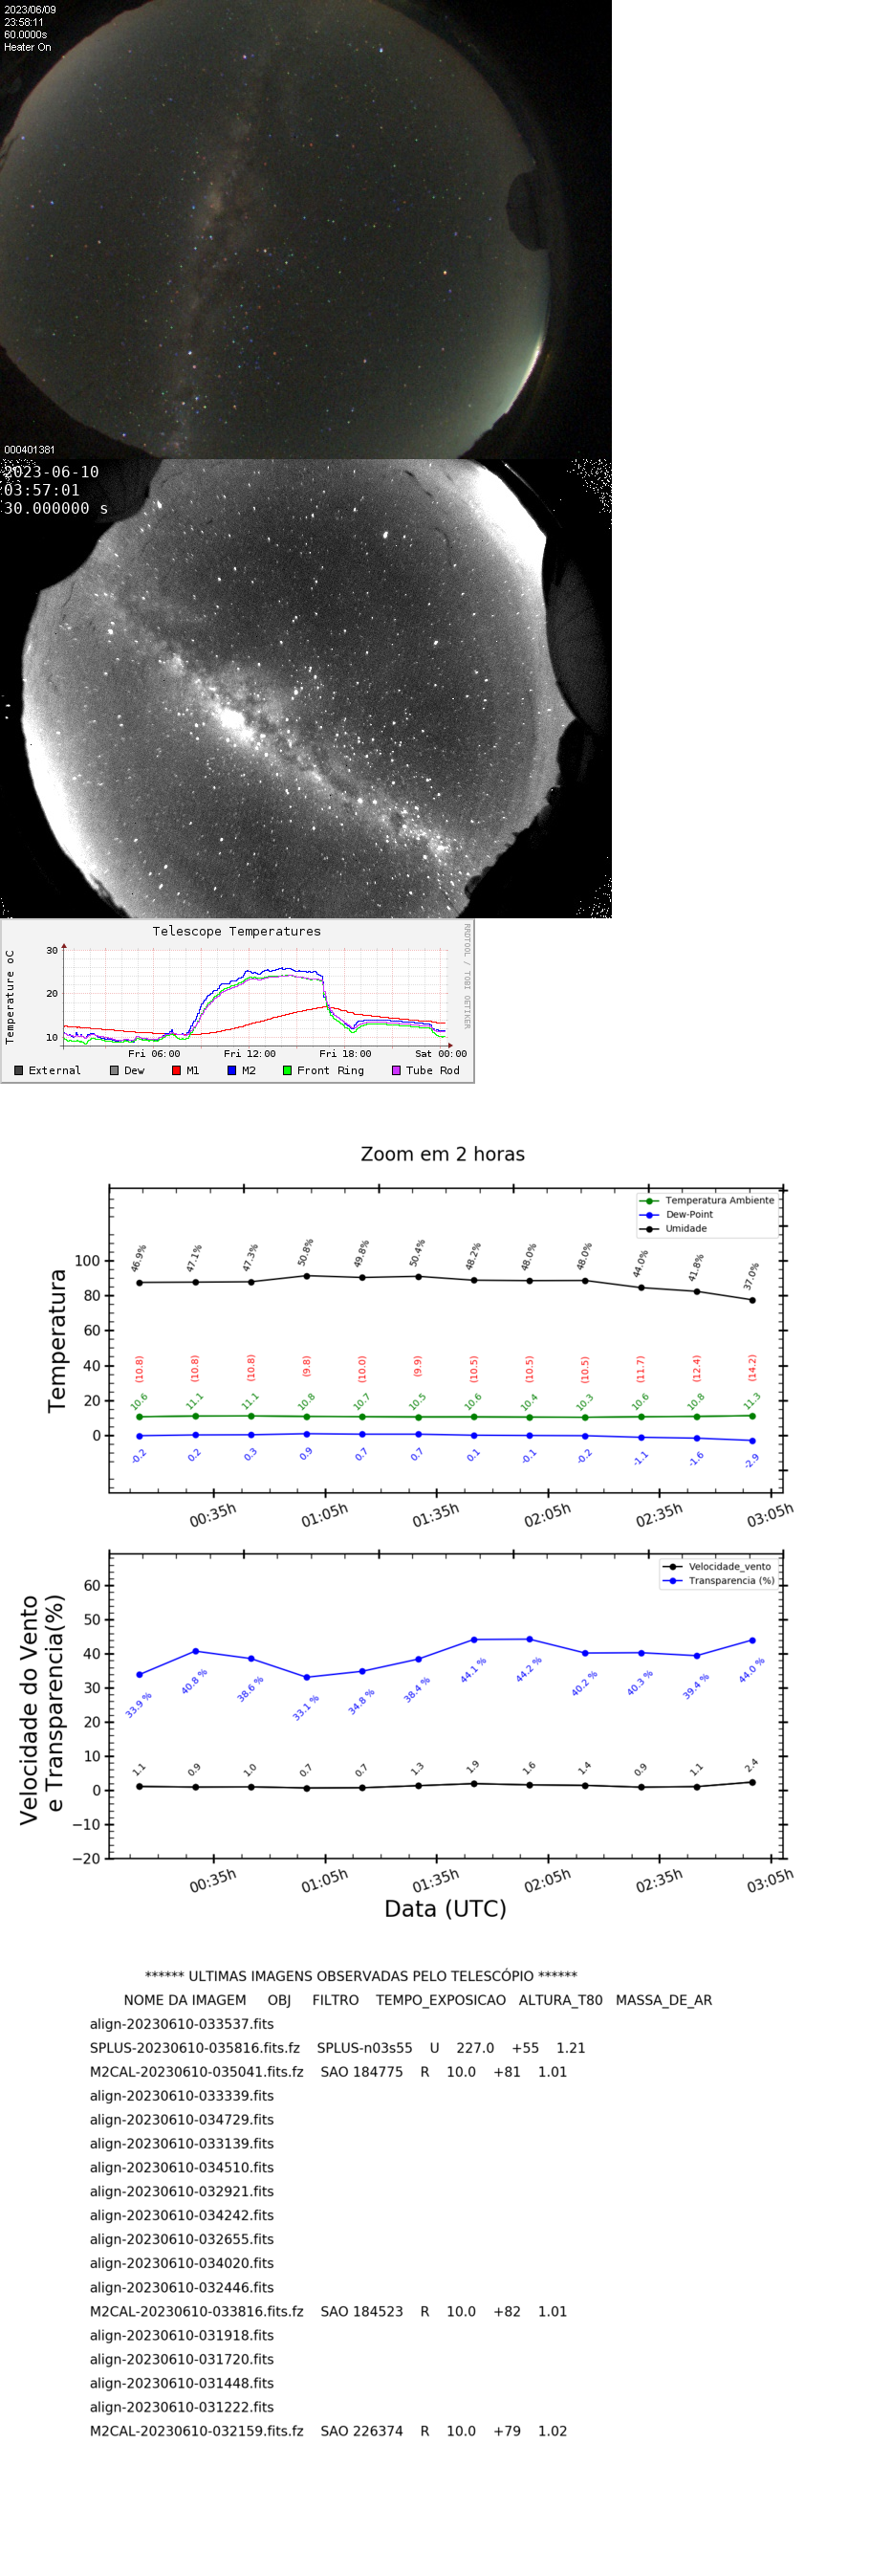 2023/06/09
23:58:11
60.0000s
Heater On
000401381
2023-06-10
03:57:01
30.000000 s
Telescope Temperatures
RRDTOOL / TOBI OETIKER
Temperature oC
30
20
10
Fri 06:00 Fri 12:00 Fri 18:00 Sat 00:00
External Dew M1 M2 Front Ring Tube Rod
Zoom em 2 horas
Temperatura Ambiente
Dew-Point
Umidade
Temperatura
100
80
60
40
20
0
46.9% 47.1% 47.3% 50.8% 49.8% 50.4% 48.2% 48.0% 48.0% 44.0% 41.8% 37.0%
(10.8) (10.8) (10.8) (9.8) (10.0) (9.9) (10.5) (10.5) (10.5) (11.7) (12.4) (14.2)
10.6 11.1 11.1 10.8 10.7 10.5 10.6 10.4 10.3 10.6 10.8 11.3
-0.2 0.2 0.3 0.9 0.7 0.7 0.1 -0.1 -0.2 -1.1 -1.6 -2.9
00:35h 01:05h 01:35h 02:05h 02:35h 03:05h
Velocidade_vento
Transparencia (%)
Velocidade do Vento
e Transparencia(%)
60
50
40
30
20
10
0
−10
−20
33.9 % 40.8 % 38.6 % 33.1 % 34.8 % 38.4 % 44.1 % 44.2 % 40.2 % 40.3 % 39.4 % 44.0 %
1.1 0.9 1.0 0.7 0.7 1.3 1.9 1.6 1.4 0.9 1.1 2.4
00:35h 01:05h 01:35h 02:05h 02:35h 03:05h
Data (UTC)
****** ULTIMAS IMAGENS OBSERVADAS PELO TELESCÓPIO ******
NOME DA IMAGEM OBJ FILTRO TEMPO_EXPOSICAO ALTURA_T80 MASSA_DE_AR
align-20230610-033537.fits
SPLUS-20230610-035816.fits.fz SPLUS-n03s55 U 227.0 +55 1.21
M2CAL-20230610-035041.fits.fz SAO 184775 R 10.0 +81 1.01
align-20230610-033339.fits
align-20230610-034729.fits
align-20230610-033139.fits
align-20230610-034510.fits
align-20230610-032921.fits
align-20230610-034242.fits
align-20230610-032655.fits
align-20230610-034020.fits
align-20230610-032446.fits
M2CAL-20230610-033816.fits.fz SAO 184523 R 10.0 +82 1.01
align-20230610-031918.fits
align-20230610-031720.fits
align-20230610-031448.fits
align-20230610-031222.fits
M2CAL-20230610-032159.fits.fz SAO 226374 R 10.0 +79 1.02